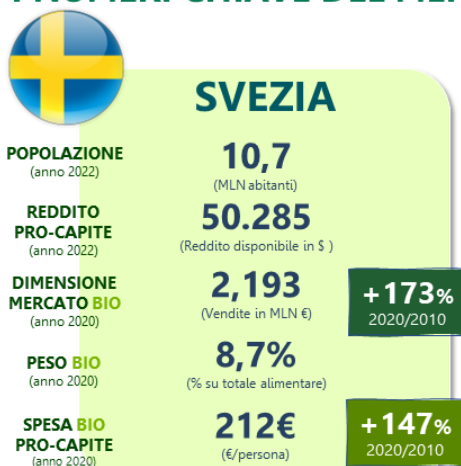 SVEZIA
POPOLAZIONE
(anno 2022)
10,7
(MLN abitanti)
REDDITO
PRO-CAPITE
(anno 2022)
50.285
(Reddito disponibile in $ )
DIMENSIONE
MERCATO BIO
(anno 2020)
2,193
(Vendite in MLN €)
+173%
2020/2010
PESO BIO
(anno 2020)
8,7%
(% su totale alimentare)
SPESA BIO
PRO-CAPITE
(anno 2020)
212€
(€/persona)
+147%
2020/2010